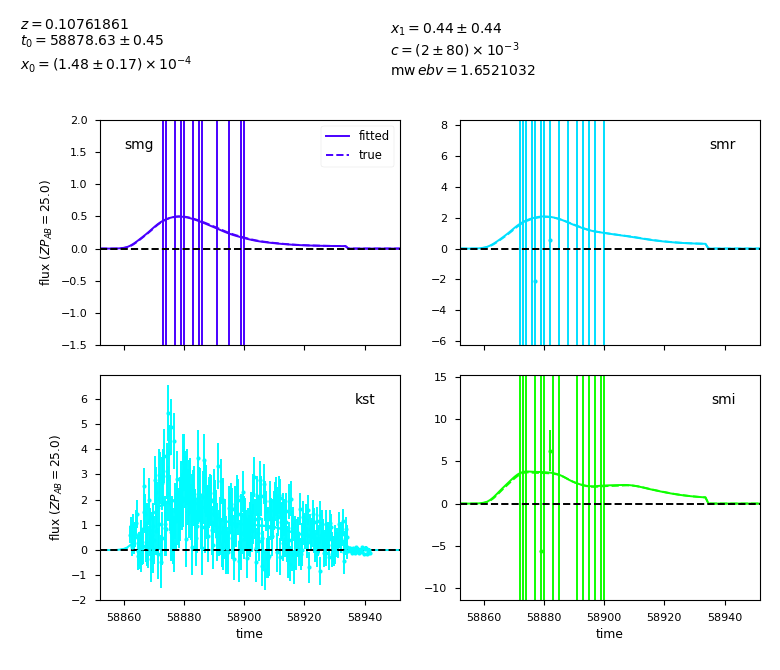 z = 0.10761861
t₀ = 58878.63 ± 0.45
x₀ = (1.48 ± 0.17) × 10⁻⁴
x₁ = 0.44 ± 0.44
c = (2 ± 80) × 10⁻³
mwebv = 1.6521032
smg
fitted
true
2.0
1.5
1.0
0.5
0.0
−0.5
−1.0
−1.5
flux (ZP_AB = 25.0)
smr
8
6
4
2
0
−2
−4
−6
kst
6
5
4
3
2
1
0
−1
−2
flux (ZP_AB = 25.0)
58860 58880 58900 58920 58940
time
smi
15
10
5
0
−5
−10
58860 58880 58900 58920 58940
time